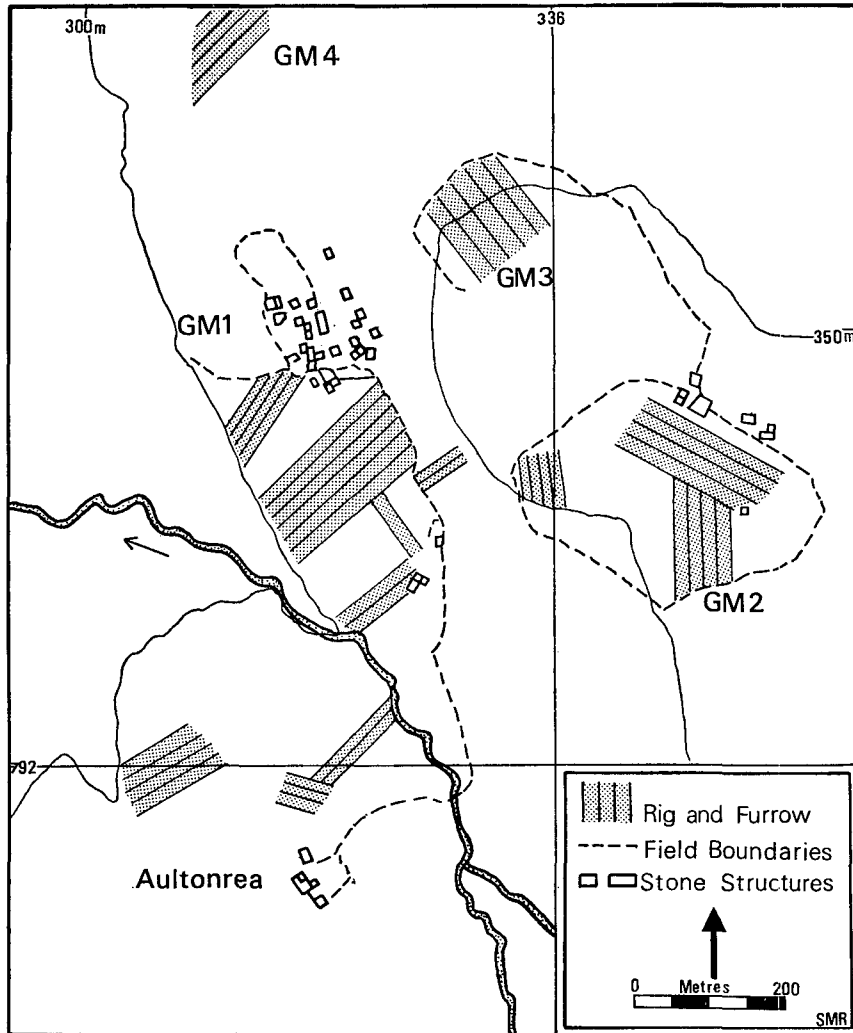 300m
336
GM4
GM3
GM1
350m
GM2
792
Aultonrea
Rig and Furrow
Field Boundaries
Stone Structures
0 Metres 200
SMR